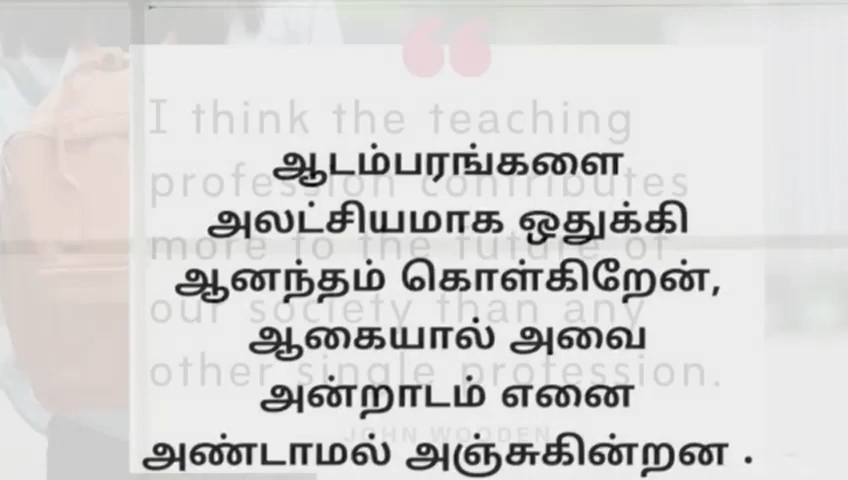 I think the teaching
profession contributes
more to the future of
our society than any
other single profession.
JOHN WOODEN
ஆடம்பரங்களை
அலட்சியமாக ஒதுக்கி
ஆனந்தம் கொள்கிறேன்,
ஆகையால் அவை
அன்றாடம் எனை
அண்டாமல் அஞ்சுகின்றன .